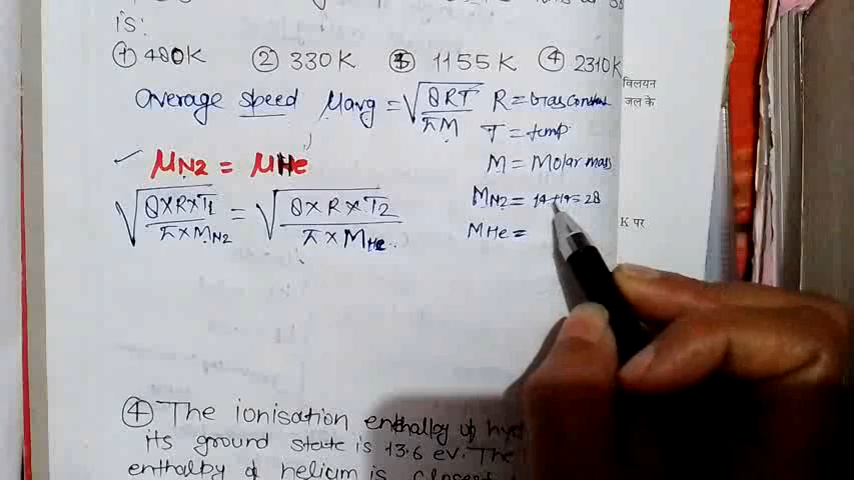 is:
① 480K ② 330K ③ 1155K ④ 2310K
average speed μavg = √8RT/πM R = Gas Constant
T = temp
μN2 = μHe M = Molar mass
√8×R×T1/π×MN2 = √8×R×T2/π×MHe MN2 = 14+14=28
MHe =
④ The ionisation enthalpy of hyd
its ground state is 13.6 ev. The
enthalpy of helium is closest
विलयन
जल के
K पर